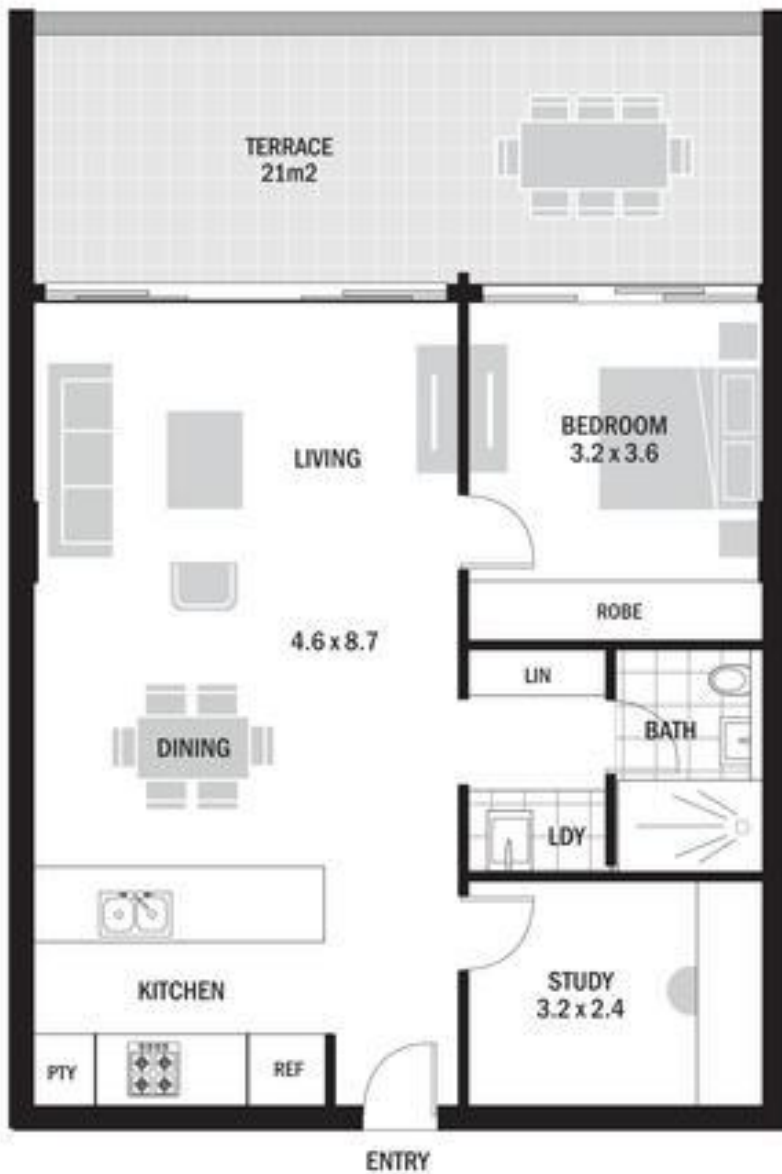 TERRACE
21m2
LIVING
BEDROOM
3.2 x 3.6
4.6 x 8.7
ROBE
LIN
BATH
DINING
LDY
KITCHEN
STUDY
3.2 x 2.4
PTY
REF
ENTRY